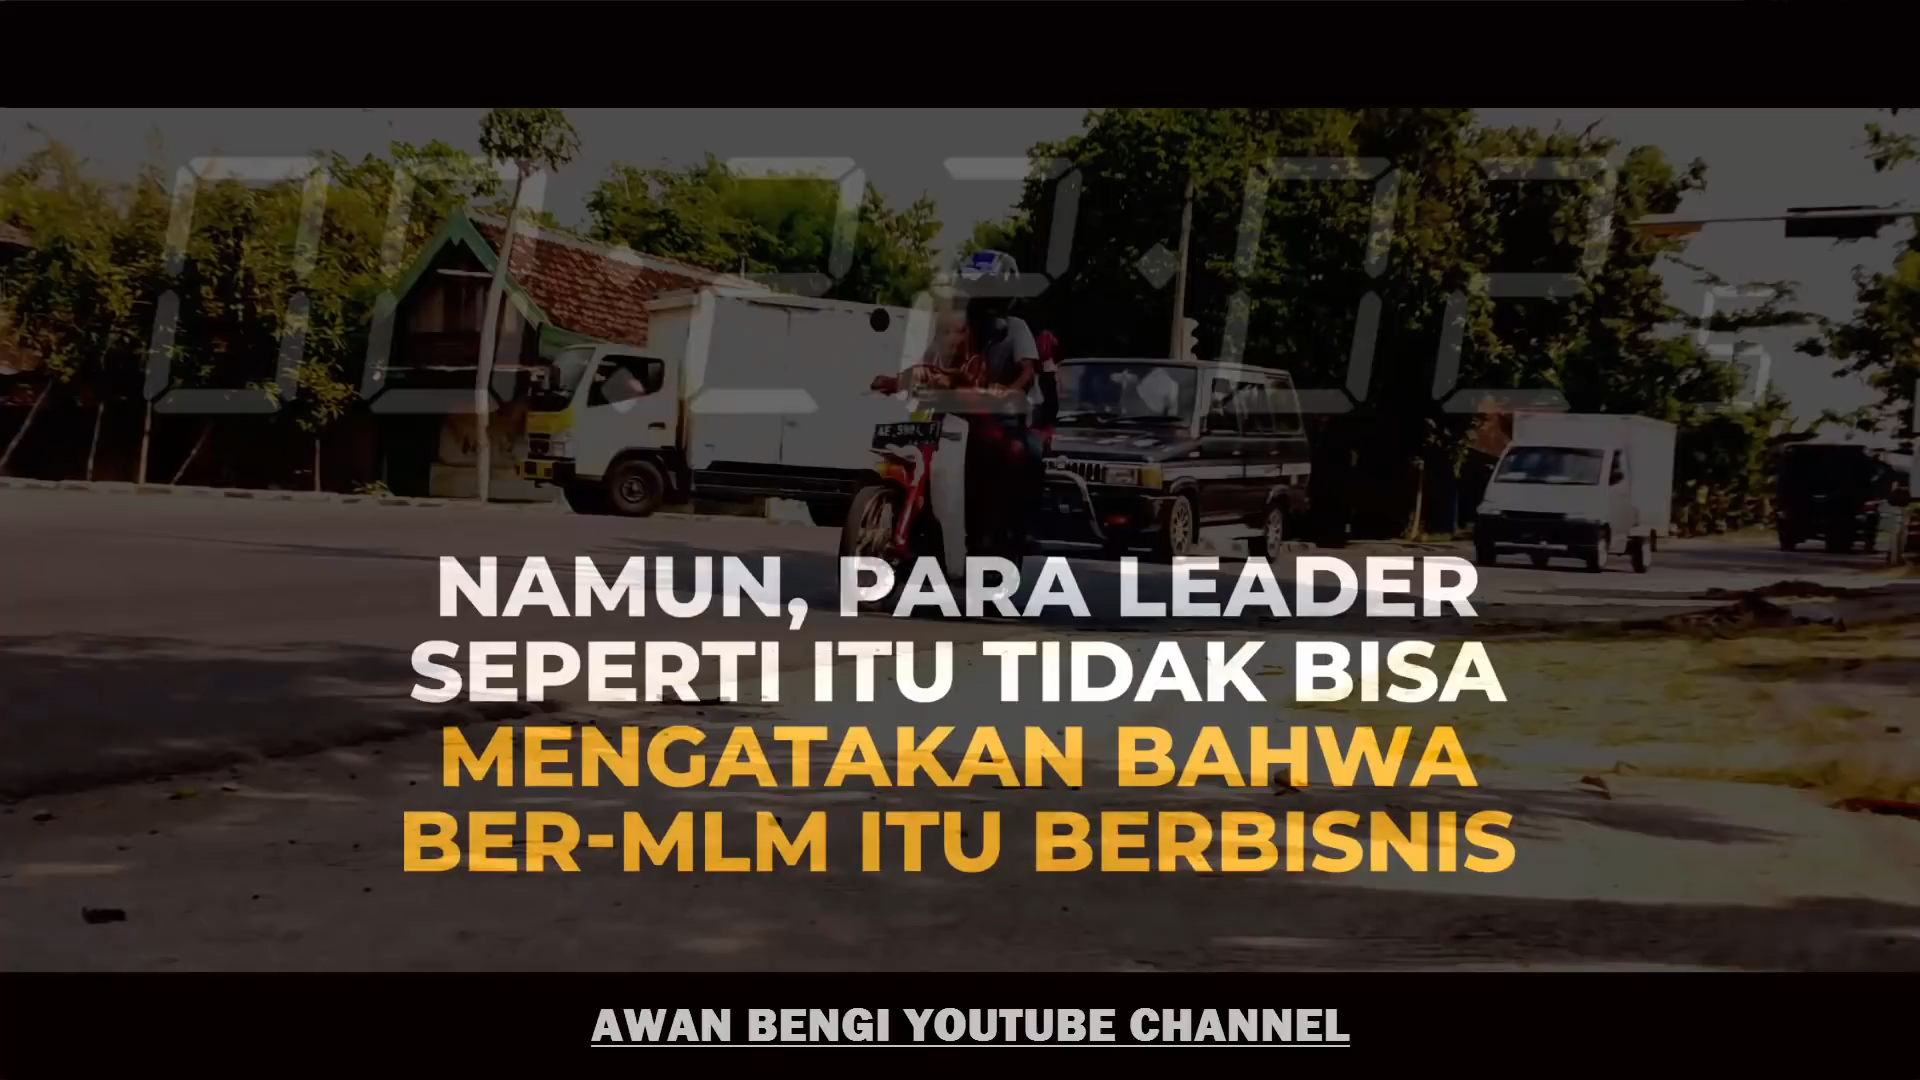 NAMUN, PARA LEADER
SEPERTI ITU TIDAK BISA
MENGATAKAN BAHWA
BER-MLM ITU BERBISNIS
AWAN BENGI YOUTUBE CHANNEL